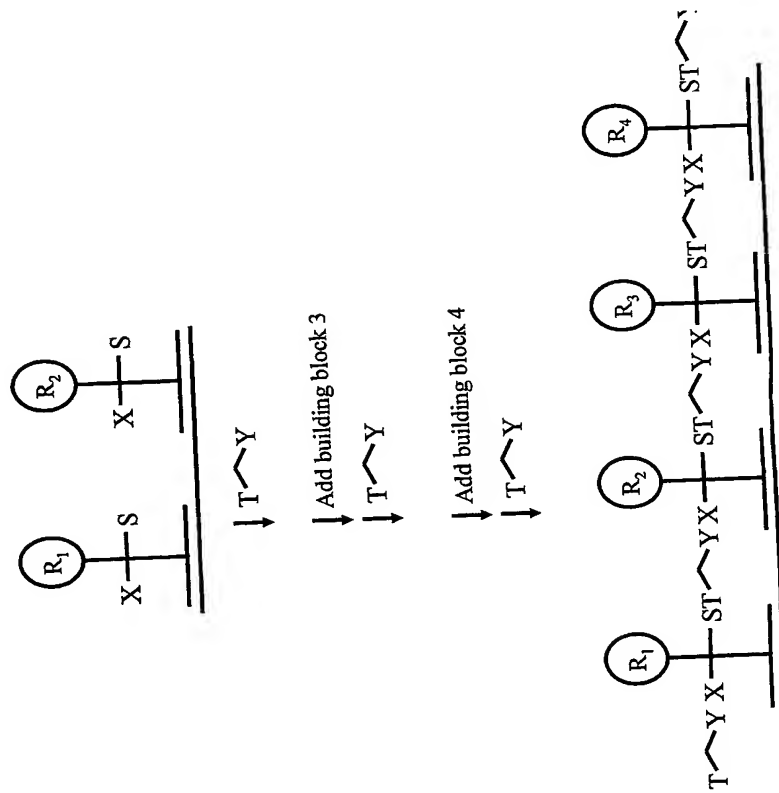 R₁ R₂
X S X S
T Y
Add building block 3
T Y
Add building block 4
T Y
R₁ R₂ R₃ R₄
T Y X ST Y X ST Y X ST Y X ST